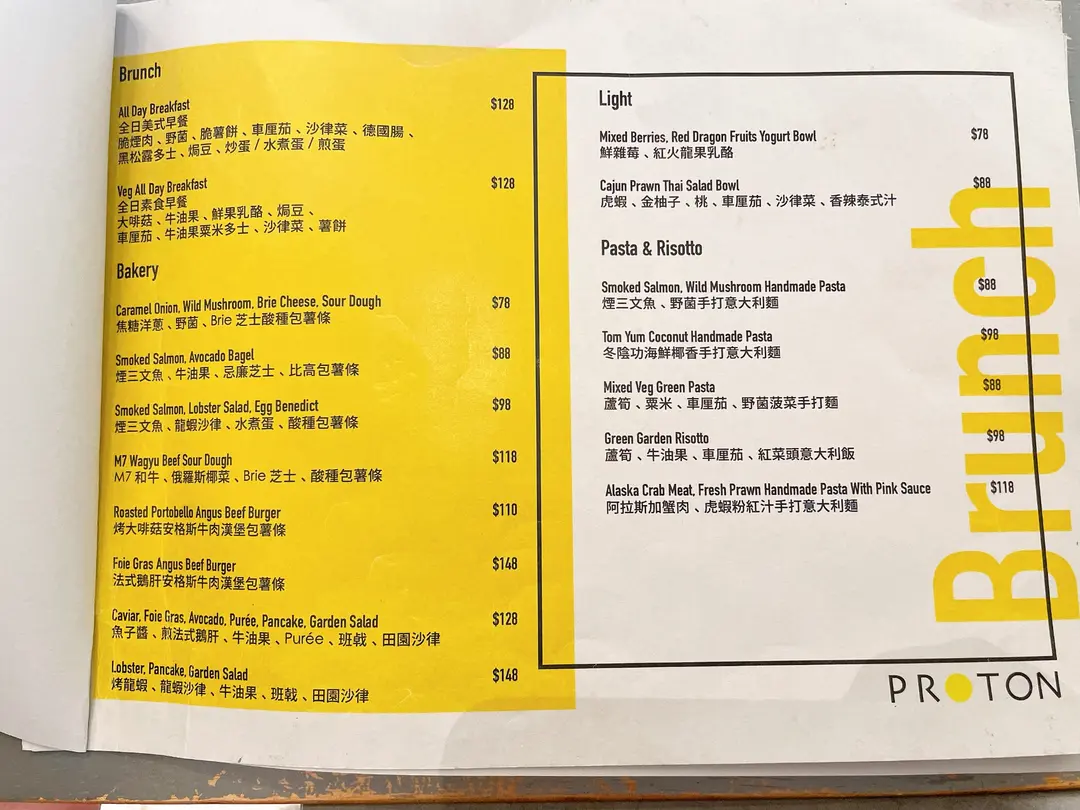 Brunch
All Day Breakfast $128
全日美式早餐
脆煙肉、野菌、脆薯餅、車厘茄、沙律菜、德國腸、
黑松露多士、焗豆、炒蛋 / 水煮蛋 / 煎蛋
Veg All Day Breakfast $128
全日素食早餐
大啡菇、牛油果、鮮果乳酪、焗豆、
車厘茄、牛油果粟米多士、沙律菜、薯餅
Bakery
Caramel Onion, Wild Mushroom, Brie Cheese, Sour Dough $78
焦糖洋蔥、野菌、Brie 芝士酸種包薯條
Smoked Salmon, Avocado Bagel $88
煙三文魚、牛油果、忌廉芝士、比高包薯條
Smoked Salmon, Lobster Salad, Egg Benedict $98
煙三文魚、龍蝦沙律、水煮蛋、酸種包薯條
M7 Wagyu Beef Sour Dough $118
M7 和牛、俄羅斯椰菜、Brie 芝士、酸種包薯條
Roasted Portobello Angus Beef Burger $110
烤大啡菇安格斯牛肉漢堡包薯條
Foie Gras Angus Beef Burger $148
法式鵝肝安格斯牛肉漢堡包薯條
Caviar, Foie Gras, Avocado, Purée, Pancake, Garden Salad $128
魚子醬、煎法式鵝肝、牛油果、Purée、班戟、田園沙律
Lobster, Pancake, Garden Salad $148
烤龍蝦、龍蝦沙律、牛油果、班戟、田園沙律
Light
Mixed Berries, Red Dragon Fruits Yogurt Bowl $78
鮮雜莓、紅火龍果乳酪
Cajun Prawn Thai Salad Bowl $88
虎蝦、金柚子、桃、車厘茄、沙律菜、香辣泰式汁
Pasta & Risotto
Smoked Salmon, Wild Mushroom Handmade Pasta $88
煙三文魚、野菌手打意大利麵
Tom Yum Coconut Handmade Pasta $98
冬陰功海鮮椰香手打意大利麵
Mixed Veg Green Pasta $88
蘆筍、粟米、車厘茄、野菌菠菜手打麵
Green Garden Risotto $98
蘆筍、牛油果、車厘茄、紅菜頭意大利飯
Alaska Crab Meat, Fresh Prawn Handmade Pasta With Pink Sauce $118
阿拉斯加蟹肉、虎蝦粉紅汁手打意大利麵
Brunch
PROTON